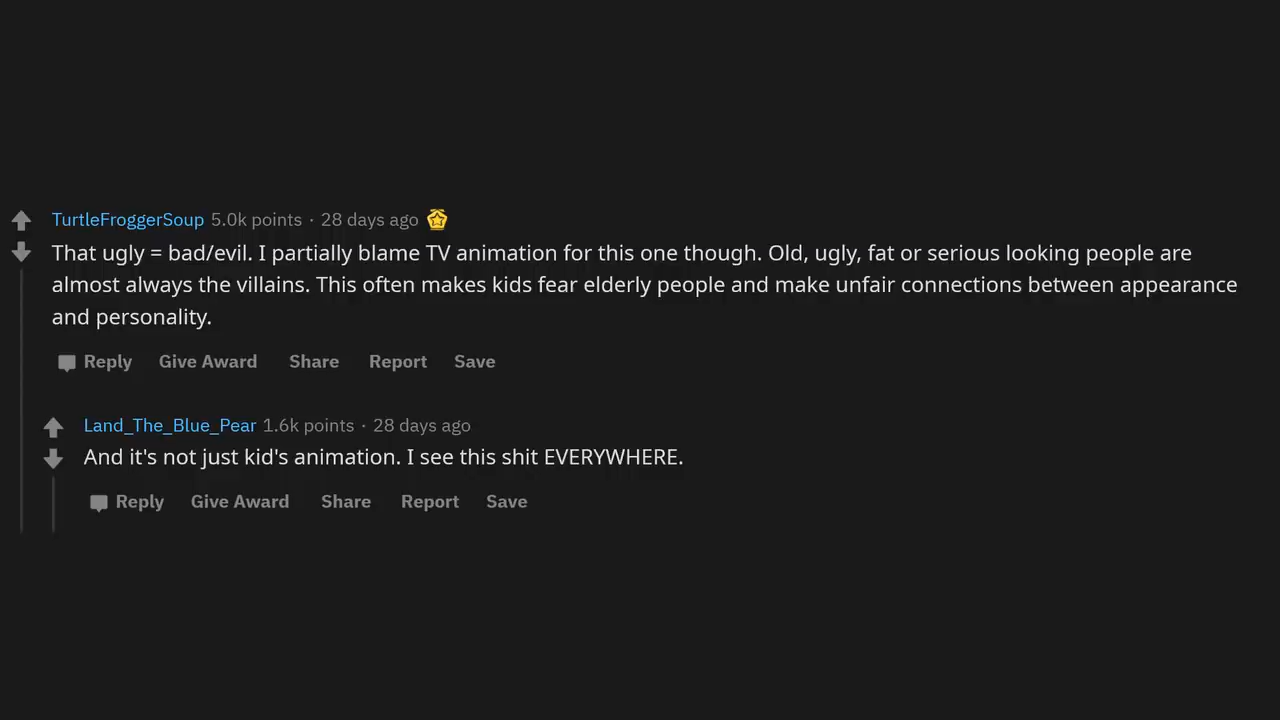 TurtleFroggerSoup 5.0k points · 28 days ago
That ugly = bad/evil. I partially blame TV animation for this one though. Old, ugly, fat or serious looking people are
almost always the villains. This often makes kids fear elderly people and make unfair connections between appearance
and personality.
Reply Give Award Share Report Save
Land_The_Blue_Pear 1.6k points · 28 days ago
And it's not just kid's animation. I see this shit EVERYWHERE.
Reply Give Award Share Report Save